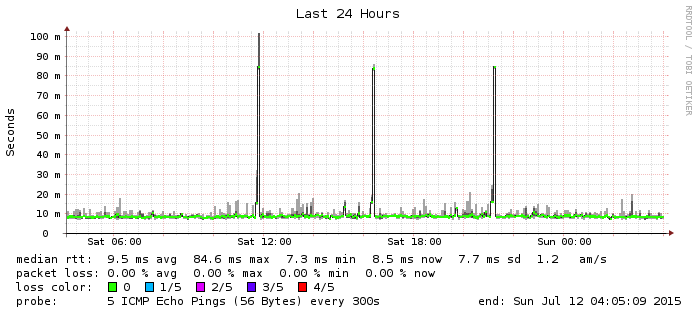 Last 24 Hours
RRDTOOL / TOBI OETIKER
Seconds
100 m
90 m
80 m
70 m
60 m
50 m
40 m
30 m
20 m
10 m
0
Sat 06:00 Sat 12:00 Sat 18:00 Sun 00:00
median rtt: 9.5 ms avg 84.6 ms max 7.3 ms min 8.5 ms now 7.7 ms sd 1.2 am/s
packet loss: 0.00 % avg 0.00 % max 0.00 % min 0.00 % now
loss color: 0 1/5 2/5 3/5 4/5
probe: 5 ICMP Echo Pings (56 Bytes) every 300s end: Sun Jul 12 04:05:09 2015